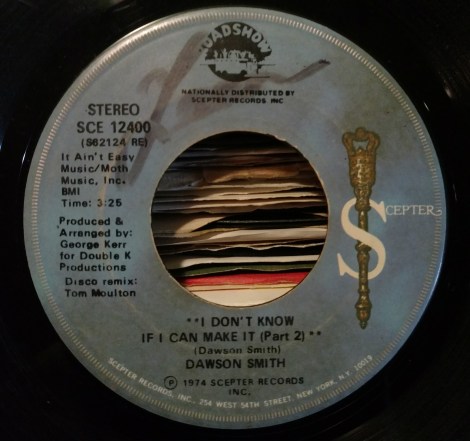 ROADSHOW
NATIONALLY DISTRIBUTED BY
SCEPTER RECORDS. INC
STEREO
SCE 12400
(S62124 RE)
It Ain't Easy
Music/Moth
Music, Inc.
BMI
Time: 3:25
Produced &
Arranged by:
George Kerr
for Double K
Productions
Disco remix:
Tom Moulton
SCEPTER
**I DON'T KNOW
IF I CAN MAKE IT (Part 2)**
(Dawson Smith)
DAWSON SMITH
Ⓟ 1974 SCEPTER RECORDS
INC.
SCEPTER RECORDS, INC., 254 WEST 54TH STREET, NEW YORK, N.Y. 10019